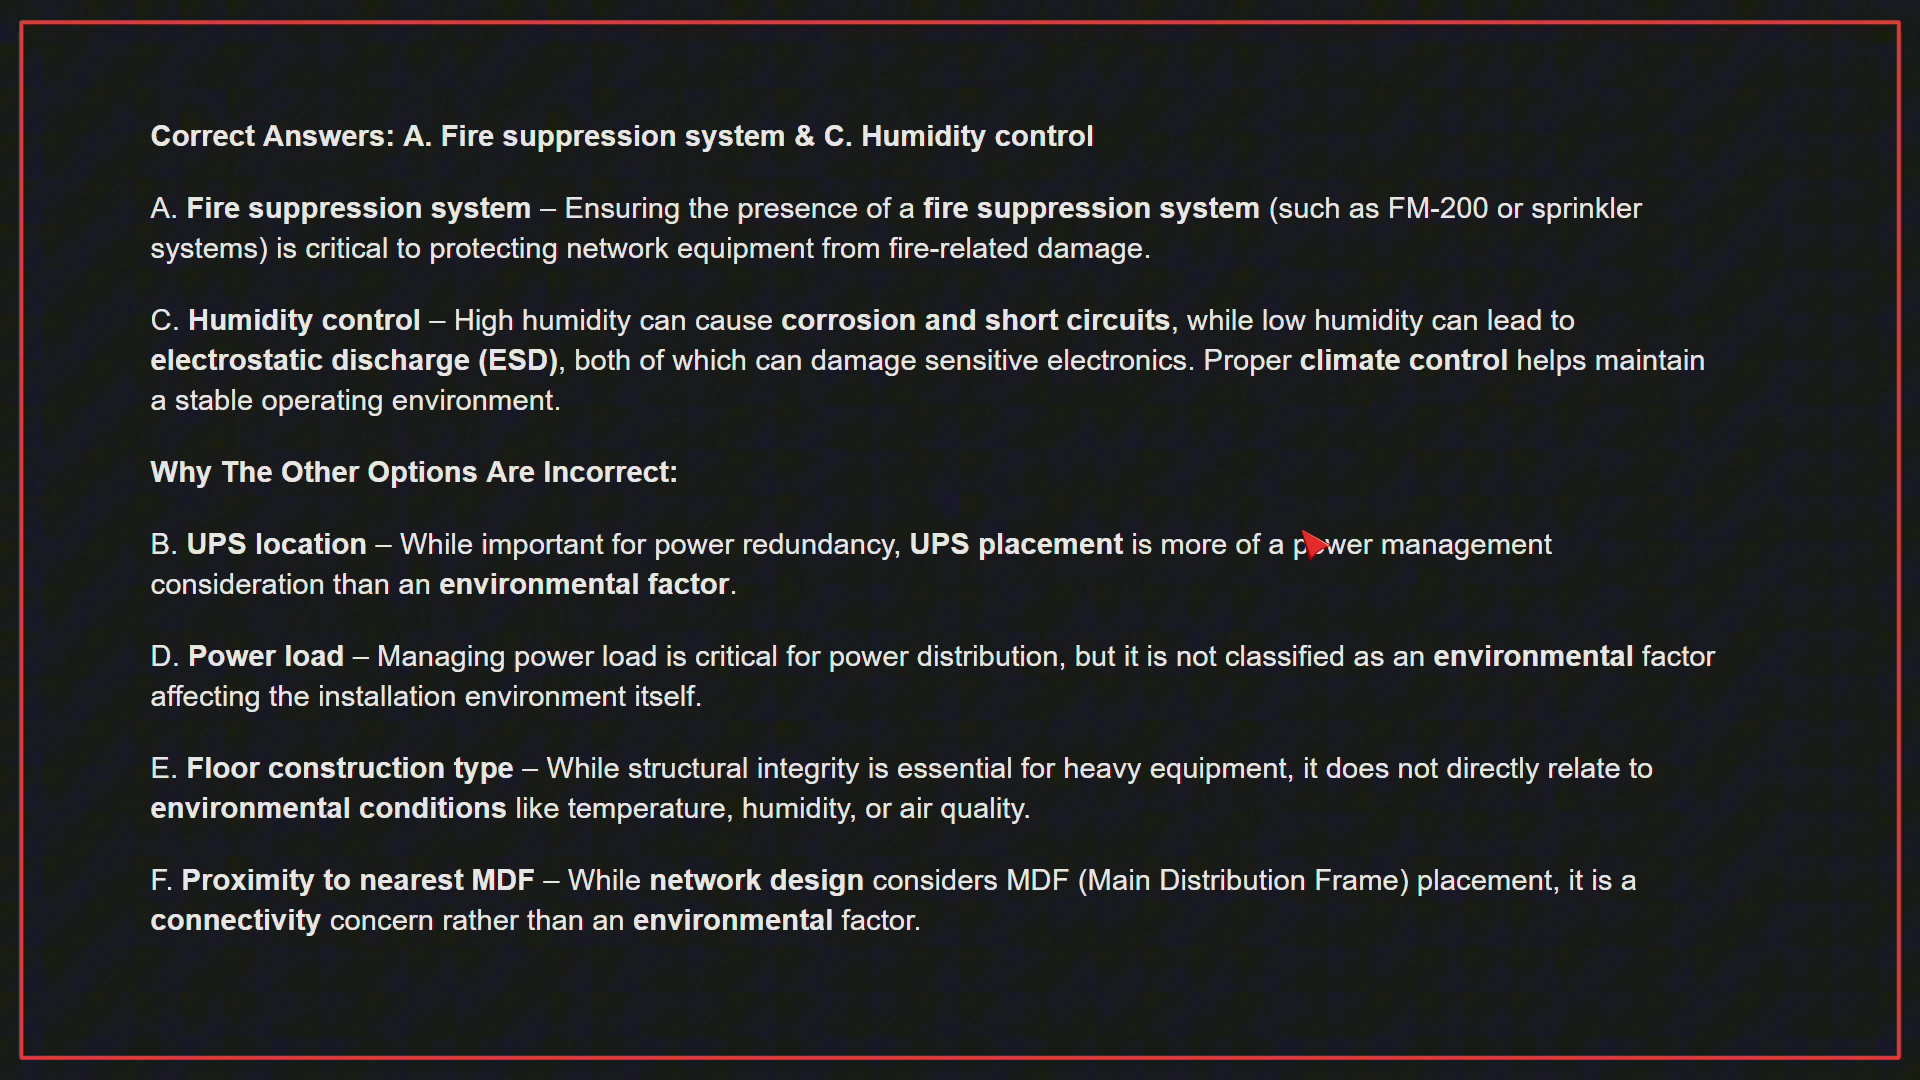 Correct Answers: A. Fire suppression system & C. Humidity control
A. Fire suppression system – Ensuring the presence of a fire suppression system (such as FM-200 or sprinkler
systems) is critical to protecting network equipment from fire-related damage.
C. Humidity control – High humidity can cause corrosion and short circuits, while low humidity can lead to
electrostatic discharge (ESD), both of which can damage sensitive electronics. Proper climate control helps maintain
a stable operating environment.
Why The Other Options Are Incorrect:
B. UPS location – While important for power redundancy, UPS placement is more of a power management
consideration than an environmental factor.
D. Power load – Managing power load is critical for power distribution, but it is not classified as an environmental factor
affecting the installation environment itself.
E. Floor construction type – While structural integrity is essential for heavy equipment, it does not directly relate to
environmental conditions like temperature, humidity, or air quality.
F. Proximity to nearest MDF – While network design considers MDF (Main Distribution Frame) placement, it is a
connectivity concern rather than an environmental factor.